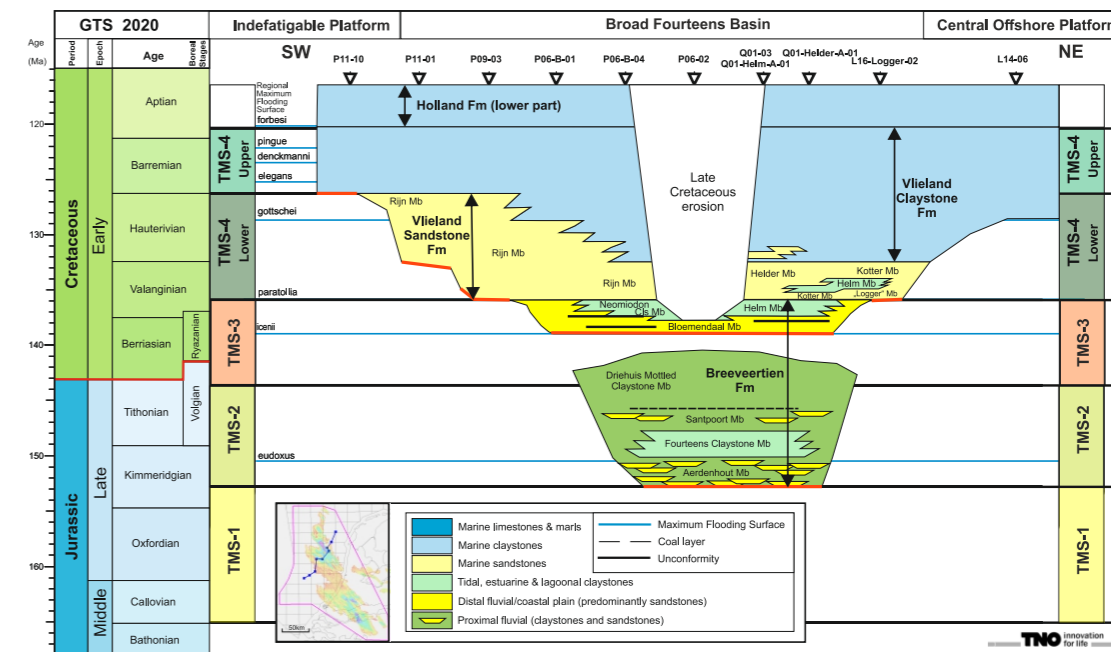 GTS 2020
Indefatigable Platform
Broad Fourteens Basin
Central Offshore Platform
Age
(Ma)
Period
Epoch
Age
Boreal
Stages
SW
NE
P11-10
P11-01
P09-03
P06-B-01
P06-B-04
P06-02
Q01-03
Q01-Helm-A-01
Q01-Helder-A-01
L16-Logger-02
L14-06
Regional
Maximum
Flooding
Surface
forbesi
pingue
denckmanni
elegans
gottschei
paratollia
icenii
eudoxus
120
130
140
150
160
Cretaceous
Jurassic
Early
Late
Middle
Aptian
Barremian
Hauterivian
Valanginian
Berriasian
Tithonian
Kimmeridgian
Oxfordian
Callovian
Bathonian
Ryazanian
Volgian
TMS-4
Upper
TMS-4
Lower
TMS-3
TMS-2
TMS-1
TMS-4
Upper
TMS-4
Lower
TMS-3
TMS-2
TMS-1
Holland Fm (lower part)
Late
Cretaceous
erosion
Vlieland
Claystone
Fm
Rijn Mb
Vlieland
Sandstone
Fm
Rijn Mb
Rijn Mb
Helder Mb
Kotter Mb
Helm Mb
Kotter Mb
„Logger” Mb
Neomiodon
Cls Mb
Helm Mb
Bloemendaal Mb
Driehuis Mottled
Claystone Mb
Breeveertien
Fm
Santpoort Mb
Fourteens Claystone Mb
Aerdenhout Mb
50km
Marine limestones & marls
Marine claystones
Marine sandstones
Tidal, estuarine & lagoonal claystones
Distal fluvial/coastal plain (predominantly sandstones)
Proximal fluvial (claystones and sandstones)
Maximum Flooding Surface
Coal layer
Unconformity
TNO innovation
for life